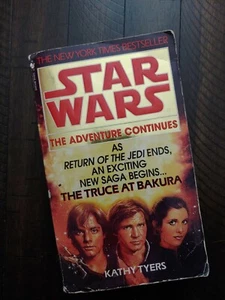 THE NEW YORK TIMES BESTSELLER
STAR
WARS
THE ADVENTURE CONTINUES
AS
RETURN OF THE JEDI ENDS,
AN EXCITING
NEW SAGA BEGINS...
THE TRUCE AT BAKURA
KATHY TYERS